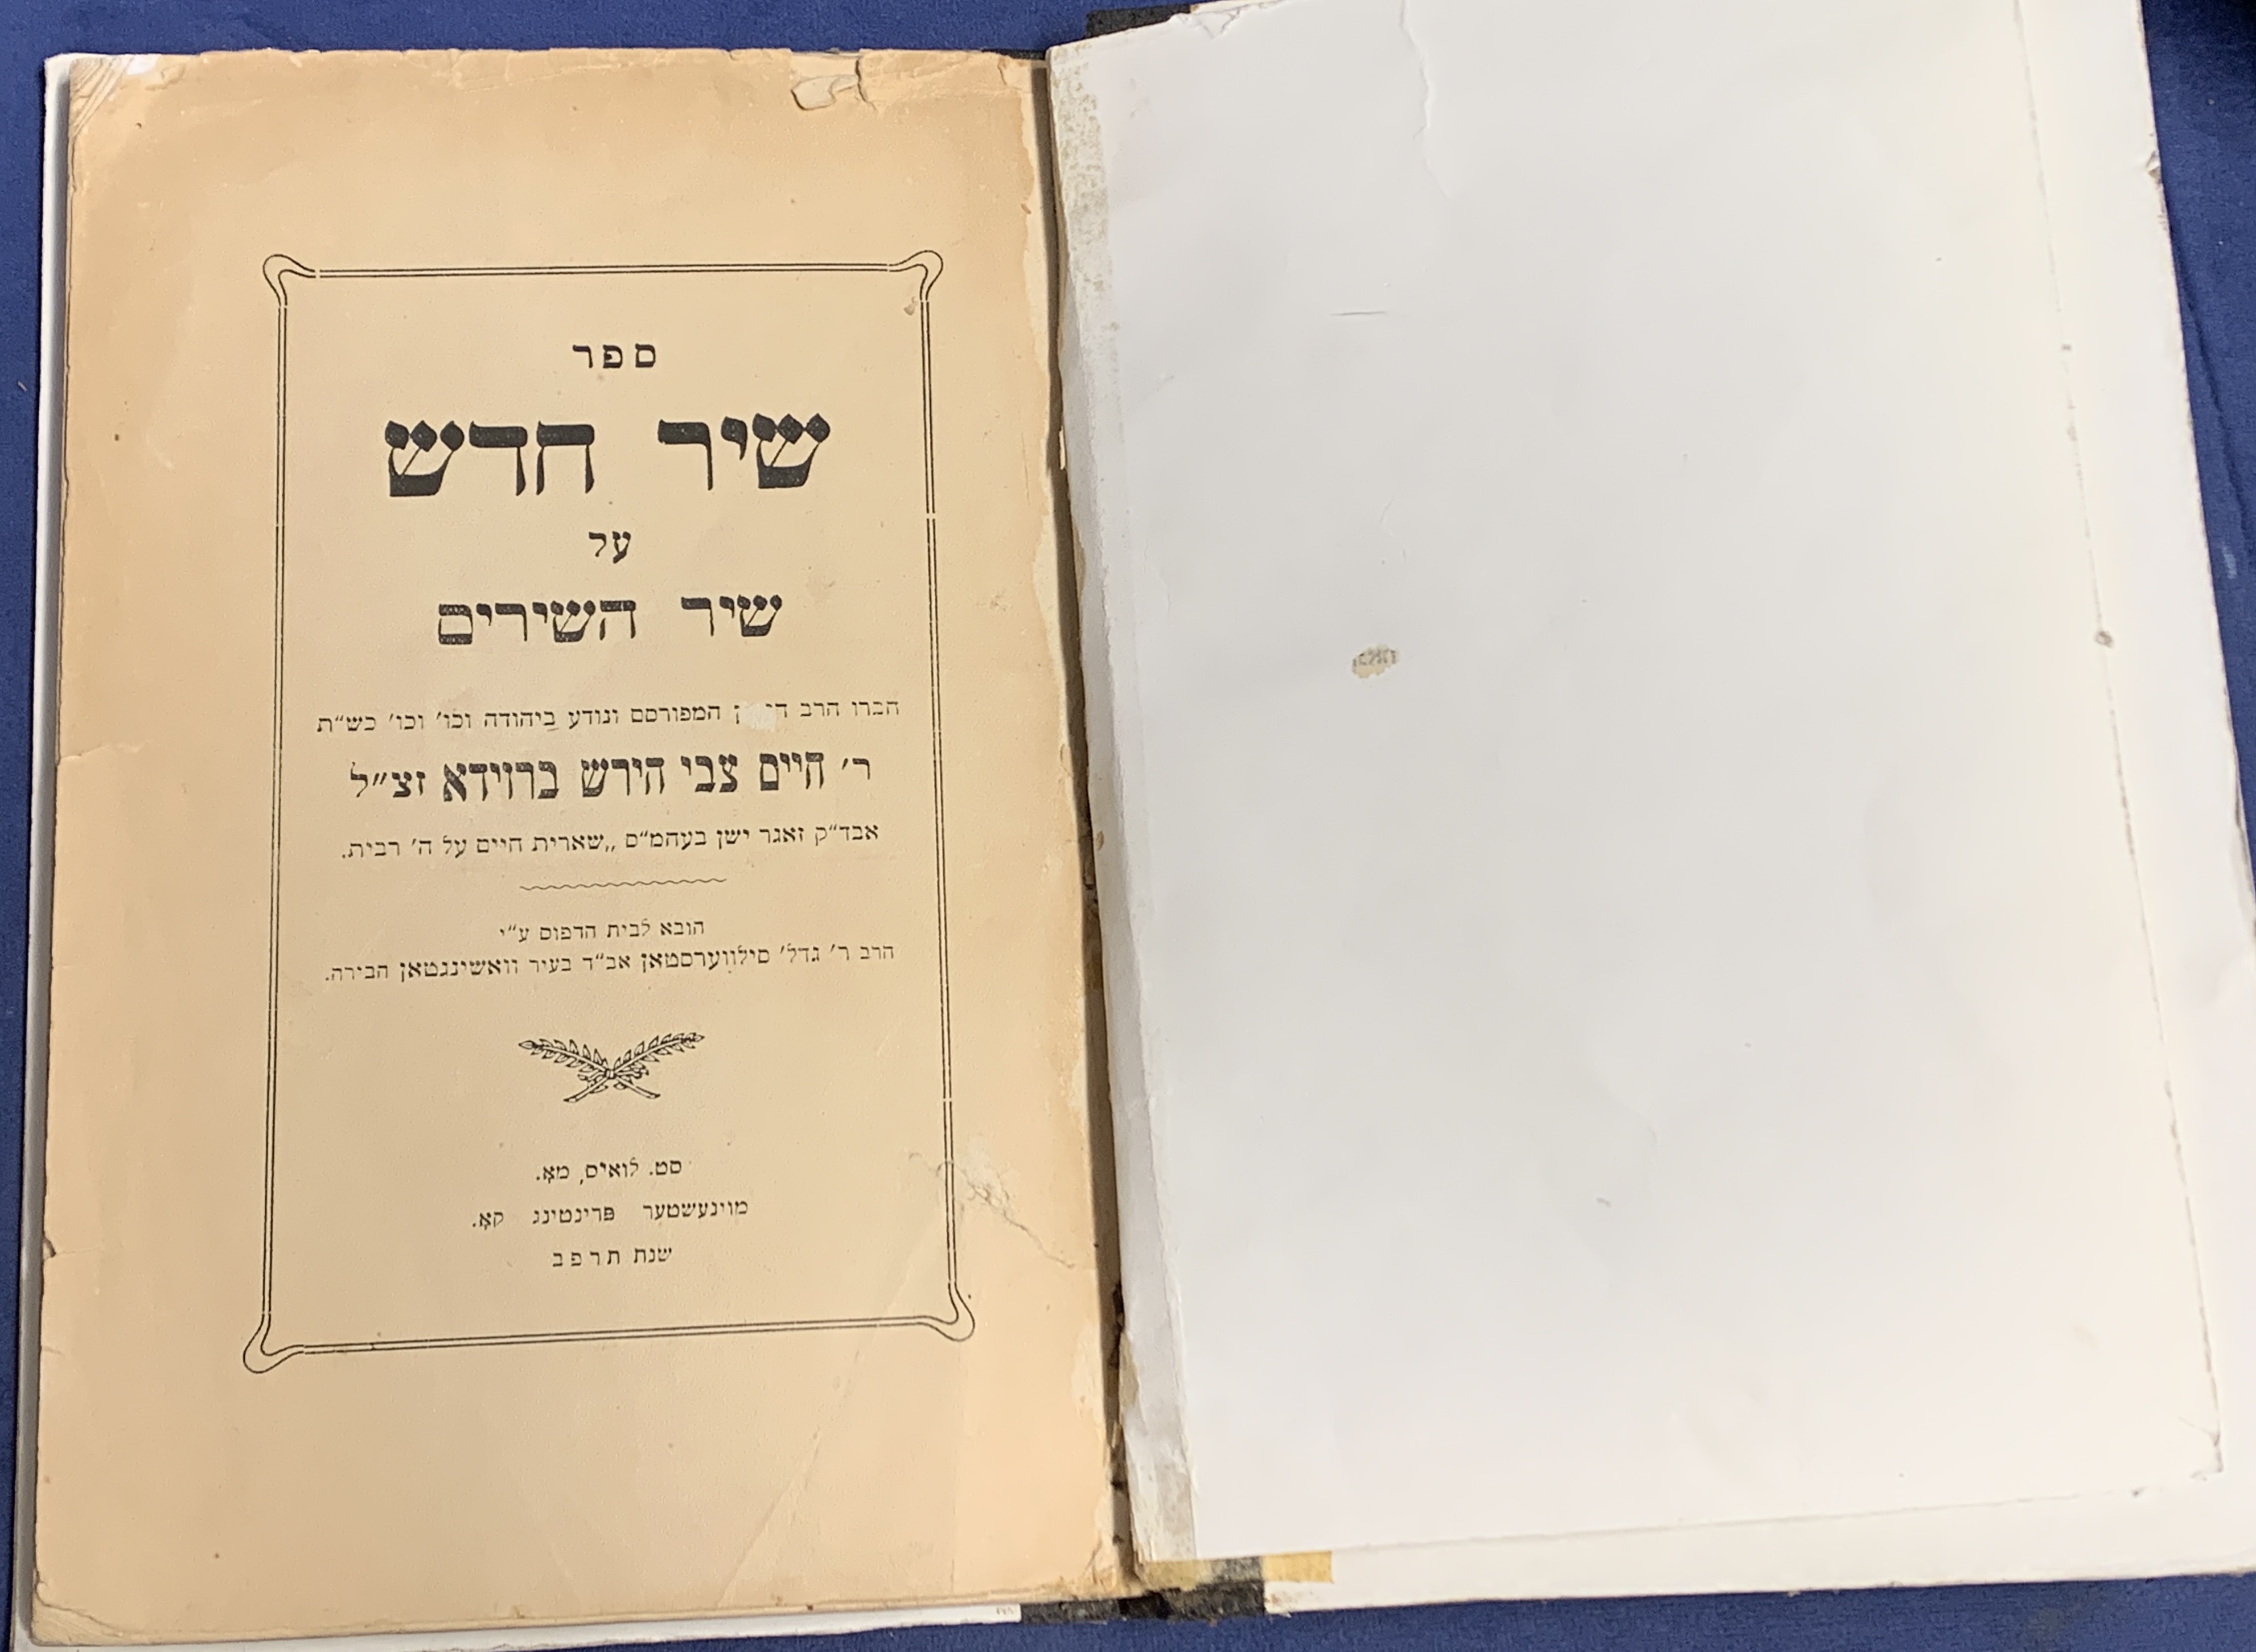 ספר
שיר חדש
על
שיר השירים
חברו הרב המפורסם ונודע ביהודה וכו׳ וכו׳ כש״ת
ר׳ חיים צבי הירש ברוידא זצ״ל
אבד״ק זאגר ישן בעהמ״ס ,,שארית חיים על ה׳ רבית.
הובא לבית הדפוס ע״י
הרב ר׳ גדל׳ סילווערסטאן אב״ד בעיר וואשינגטאן הבירה.
סט. לואיס, מאָ.
מוינעשטער פרינטינג קאָ.
שנת תרפב